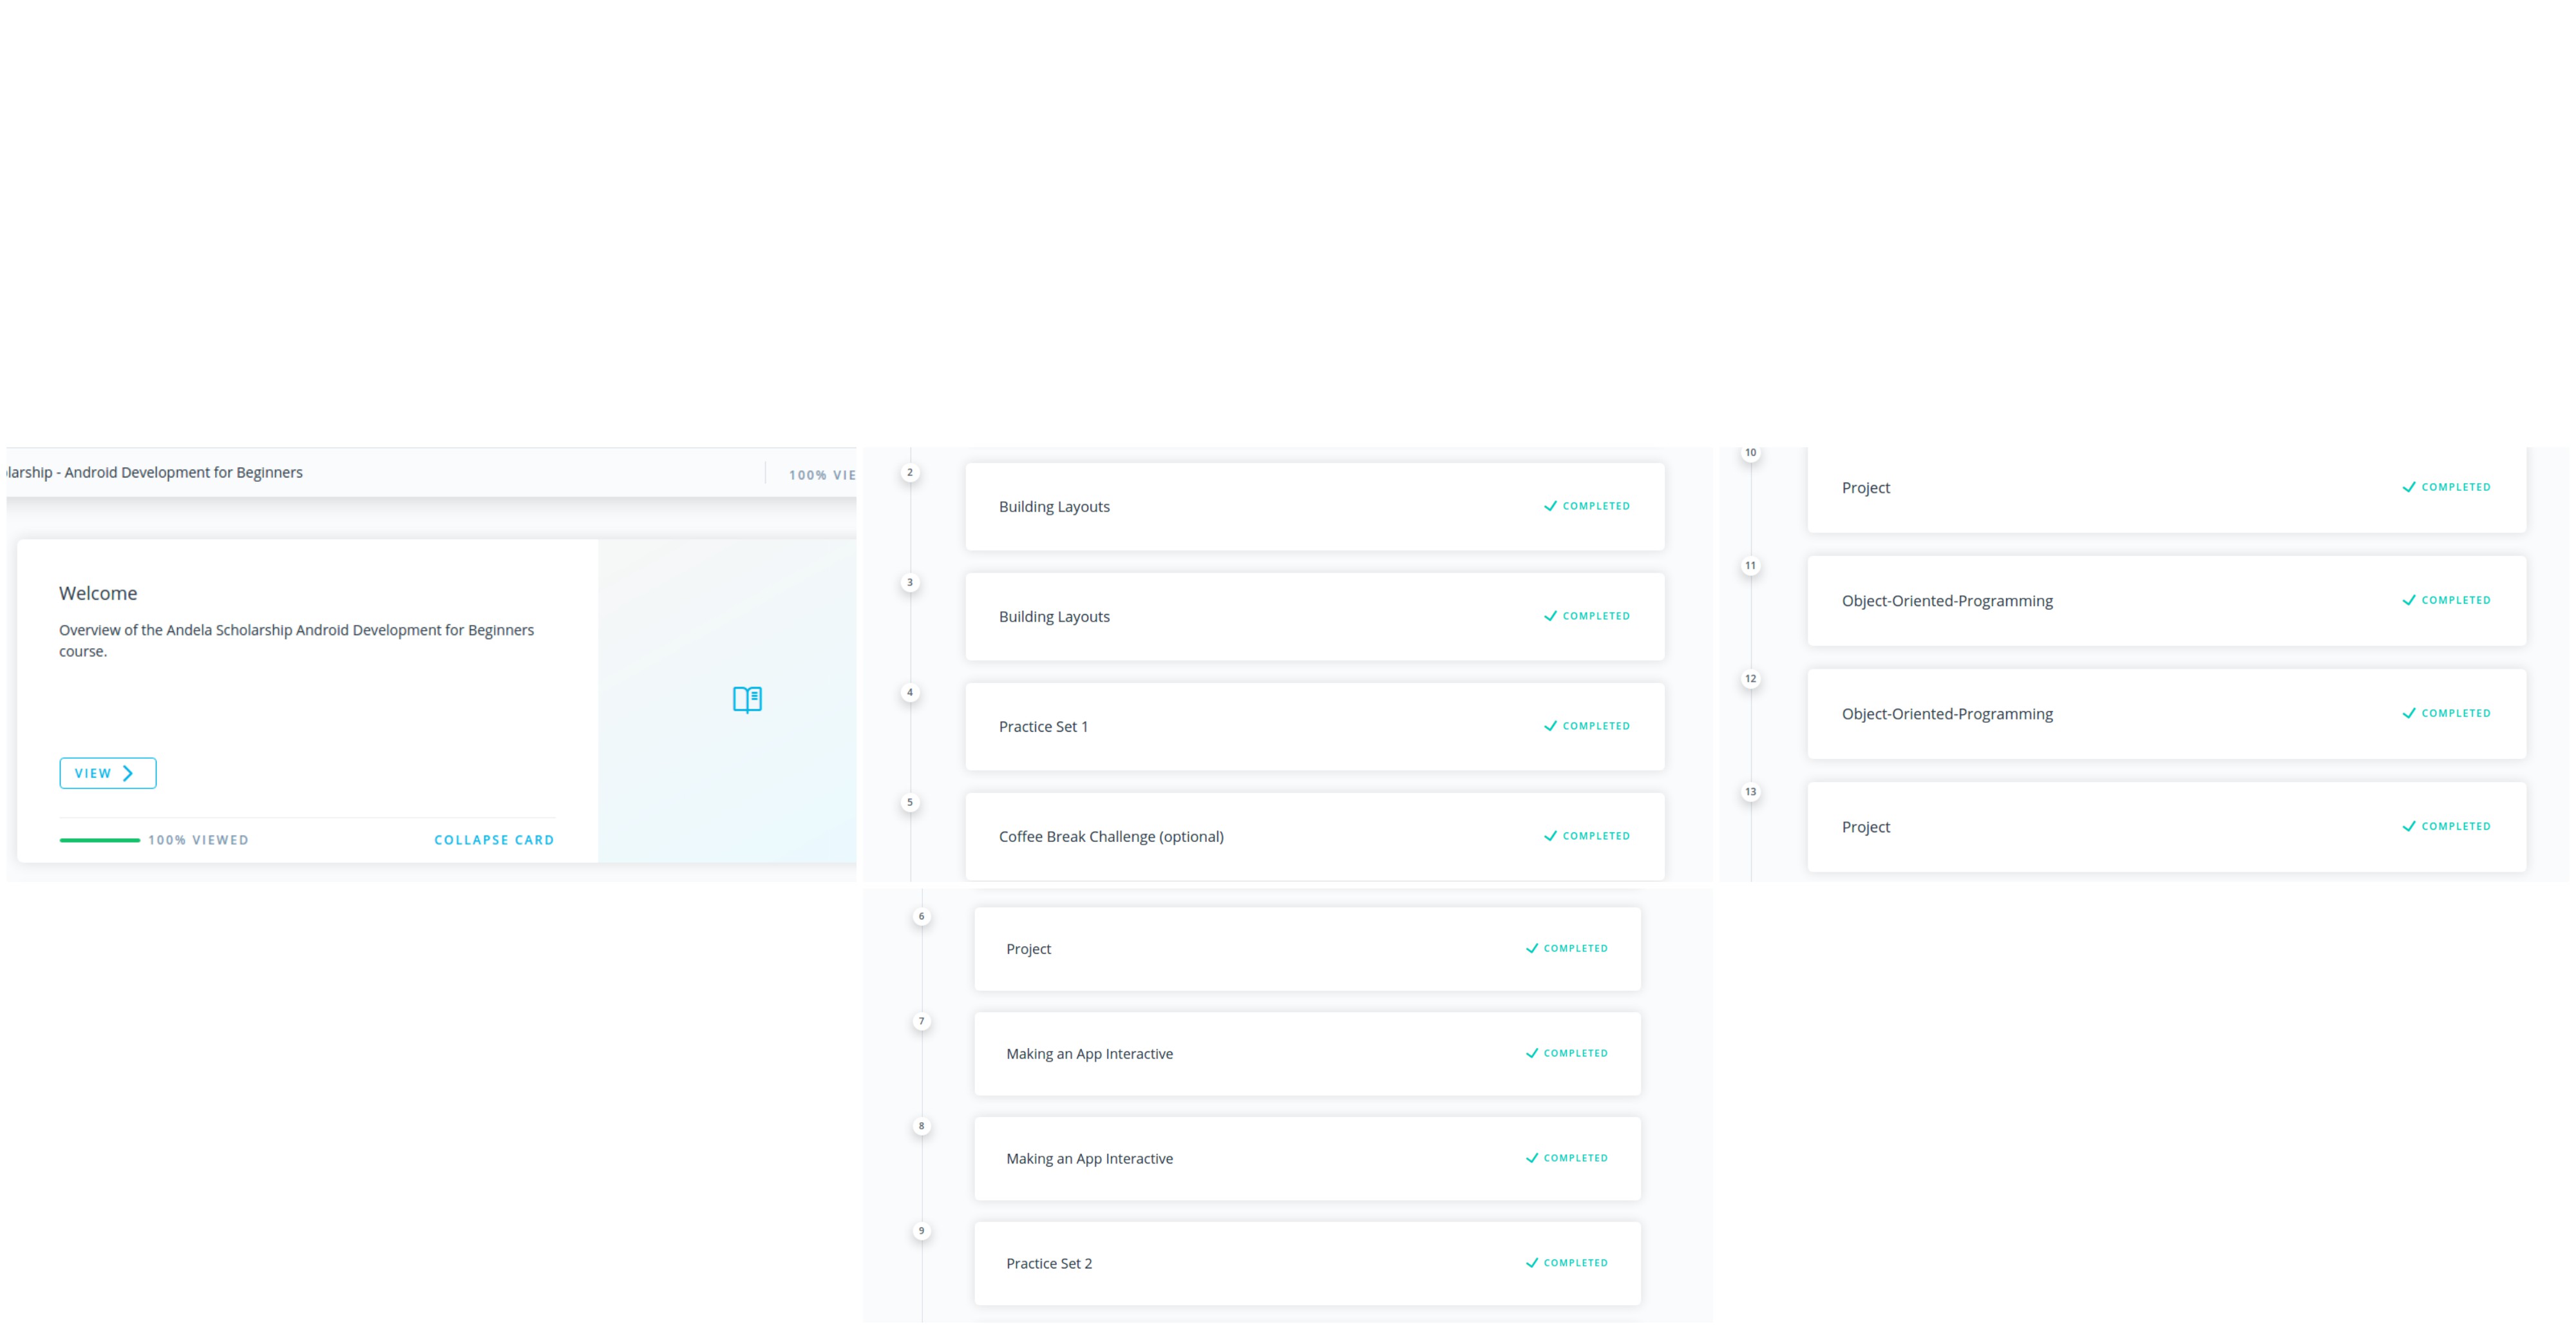 larship - Android Development for Beginners
100% VIE
Welcome
Overview of the Andela Scholarship Android Development for Beginners
course.
VIEW
100% VIEWED
COLLAPSE CARD
2
Building Layouts
COMPLETED
3
Building Layouts
COMPLETED
4
Practice Set 1
COMPLETED
5
Coffee Break Challenge (optional)
COMPLETED
6
Project
COMPLETED
7
Making an App Interactive
COMPLETED
8
Making an App Interactive
COMPLETED
9
Practice Set 2
COMPLETED
10
Project
COMPLETED
11
Object-Oriented-Programming
COMPLETED
12
Object-Oriented-Programming
COMPLETED
13
Project
COMPLETED